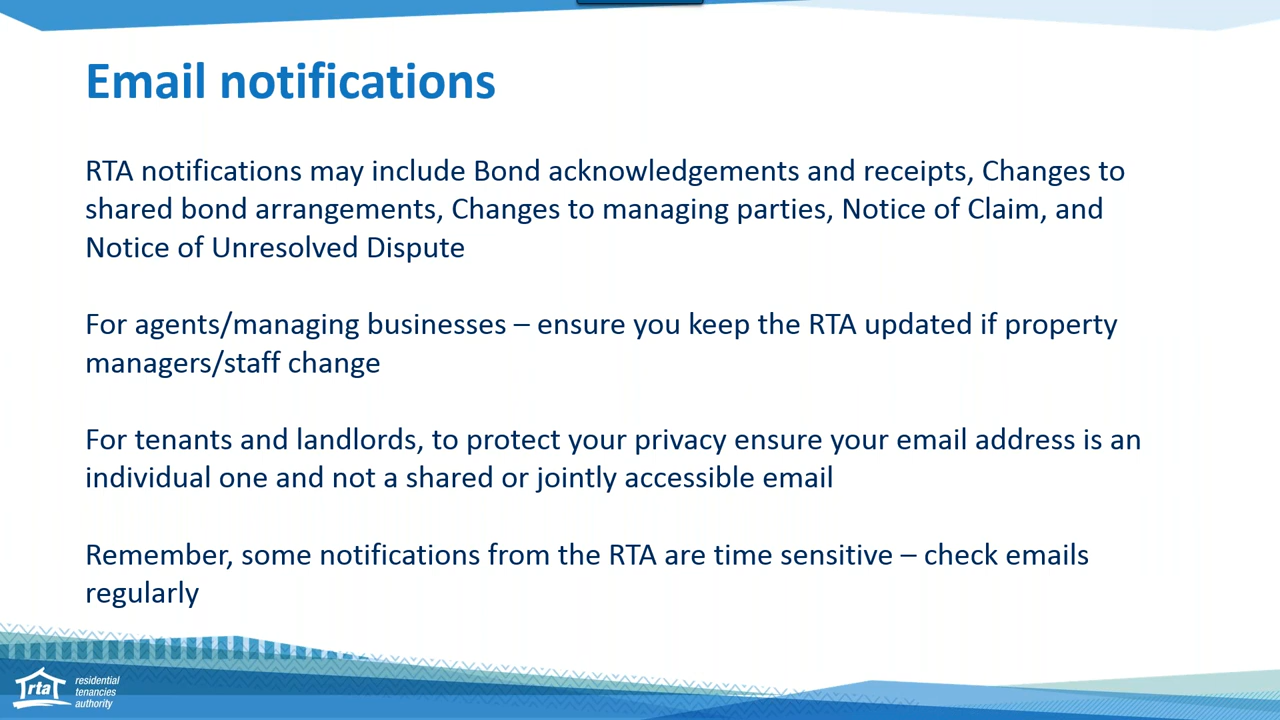 Email notifications
RTA notifications may include Bond acknowledgements and receipts, Changes to
shared bond arrangements, Changes to managing parties, Notice of Claim, and
Notice of Unresolved Dispute
For agents/managing businesses – ensure you keep the RTA updated if property
managers/staff change
For tenants and landlords, to protect your privacy ensure your email address is an
individual one and not a shared or jointly accessible email
Remember, some notifications from the RTA are time sensitive – check emails
regularly
rta
residential
tenancies
authority